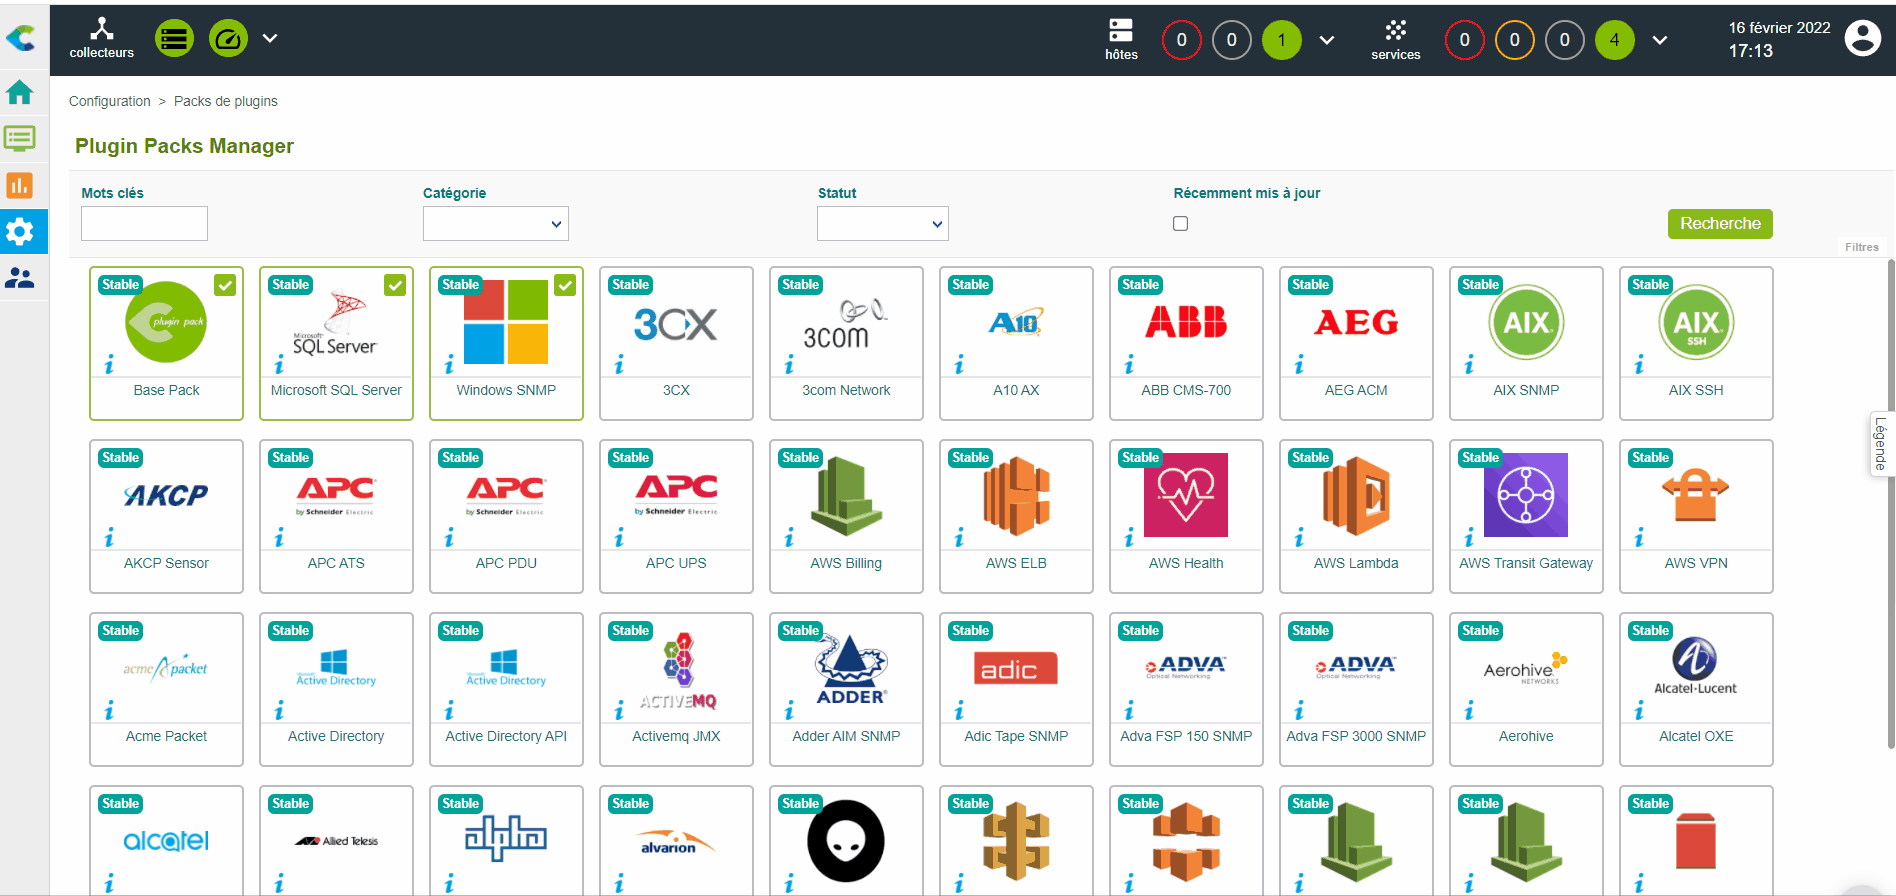 collecteurs
hôtes
0
0
1
services
0
0
0
4
16 février 2022
17:13
Configuration > Packs de plugins
Plugin Packs Manager
Mots clés
Catégorie
Statut
Récemment mis à jour
Recherche
Filtres
Légende
Stable
plugin pack
Base Pack
Stable
Microsoft
SQL Server
Microsoft SQL Server
Stable
Windows SNMP
Stable
3CX
3CX
Stable
3com
3com Network
Stable
A10
A10 AX
Stable
ABB
ABB CMS-700
Stable
AEG
AEG ACM
Stable
AIX
AIX SNMP
Stable
AIX
SSH
AIX SSH
Stable
AKCP
AKCP Sensor
Stable
APC
by Schneider Electric
APC ATS
Stable
APC
by Schneider Electric
APC PDU
Stable
APC
by Schneider Electric
APC UPS
Stable
AWS Billing
Stable
AWS ELB
Stable
AWS Health
Stable
AWS Lambda
Stable
AWS Transit Gateway
Stable
AWS VPN
Stable
acme packet
Acme Packet
Stable
Microsoft
Active Directory
Active Directory
Stable
Microsoft
Active Directory
Active Directory API
Stable
ACTIVEMQ
Activemq JMX
Stable
ADDER
Adder AIM SNMP
Stable
adic
Adic Tape SNMP
Stable
ADVA
Optical Networking
Adva FSP 150 SNMP
Stable
ADVA
Optical Networking
Adva FSP 3000 SNMP
Stable
Aerohive
NETWORKS
Aerohive
Stable
Alcatel·Lucent
Alcatel OXE
Stable
alcatel
Stable
Allied Telesis
Stable
alpha
Stable
alvarion
Stable
Stable
Stable
Stable
Stable
Stable